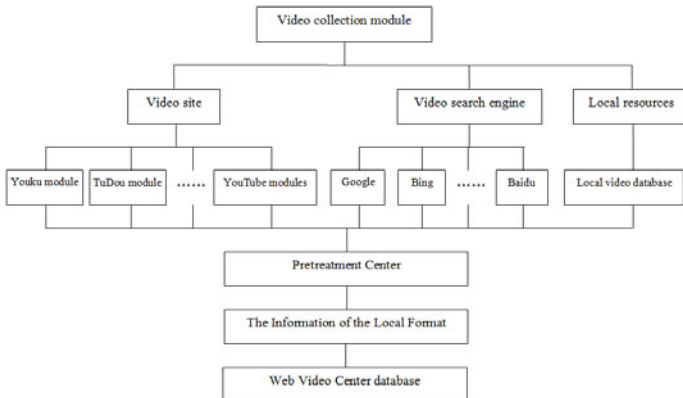 Video collection module
Video site
Video search engine
Local resources
Youku module
TuDou module
......
YouTube modules
Google
Bing
......
Baidu
Local video database
Pretreatment Center
The Information of the Local Format
Web Video Center database